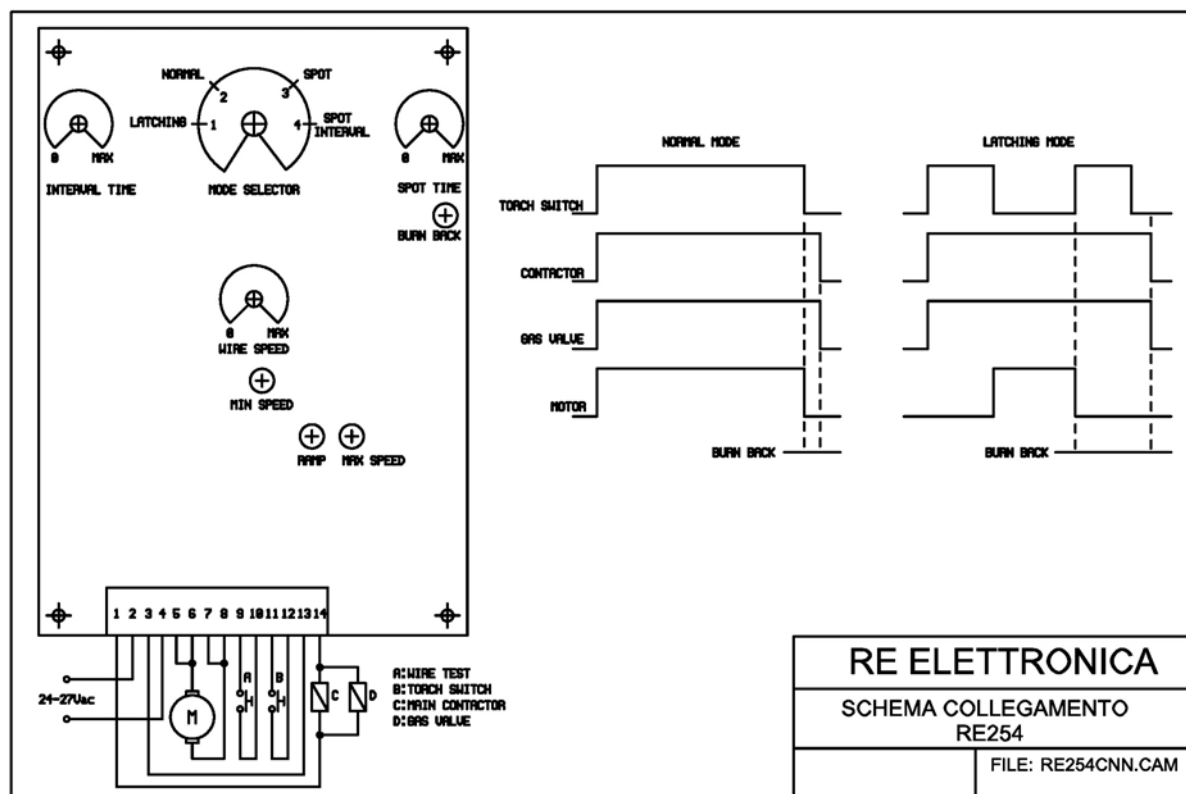 NORMAL
SPOT
2
3
LATCHING
1
4
SPOT
INTERVAL
0 MAX
INTERVAL TIME
MODE SELECTOR
0 MAX
SPOT TIME
BURN BACK
0 MAX
WIRE SPEED
MIN SPEED
RAMP MAX SPEED
1 2 3 4 5 6 7 8 9 10 11 12 13 14
24-27Vac
M
A
B
C
D
A:WIRE TEST
B:TORCH SWITCH
C:MAIN CONTACTOR
D:GAS VALVE
NORMAL MODE
LATCHING MODE
TORCH SWITCH
CONTACTOR
GAS VALVE
MOTOR
BURN BACK
BURN BACK
RE ELETTRONICA
SCHEMA COLLEGAMENTO
RE254
FILE: RE254CNN.CAM